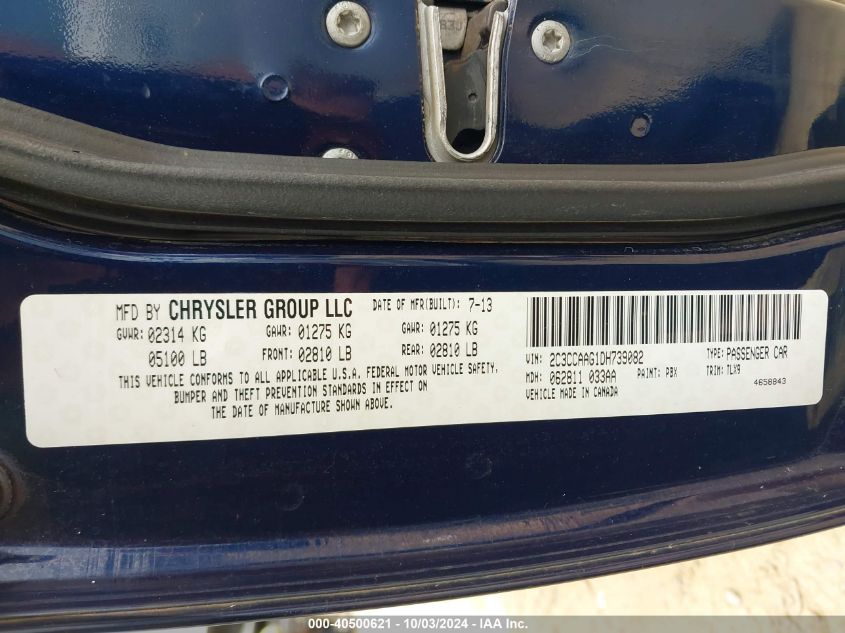 MFD BY CHRYSLER GROUP LLC DATE OF MFR(BUILT): 7-13
GVWR: 02314 KG GAWR: 01275 KG GAWR: 01275 KG
05100 LB FRONT: 02810 LB REAR: 02810 LB
THIS VEHICLE CONFORMS TO ALL APPLICABLE U.S.A. FEDERAL MOTOR VEHICLE SAFETY,
BUMPER AND THEFT PREVENTION STANDARDS IN EFFECT ON
THE DATE OF MANUFACTURE SHOWN ABOVE.
VIN: 2C3CCAAG1DH739082 TYPE: PASSENGER CAR
MDH: 062811 033AA PAINT: PBX TRIM: TLX9
VEHICLE MADE IN CANADA 4658843
000-40500621 - 10/03/2024 - IAA Inc.